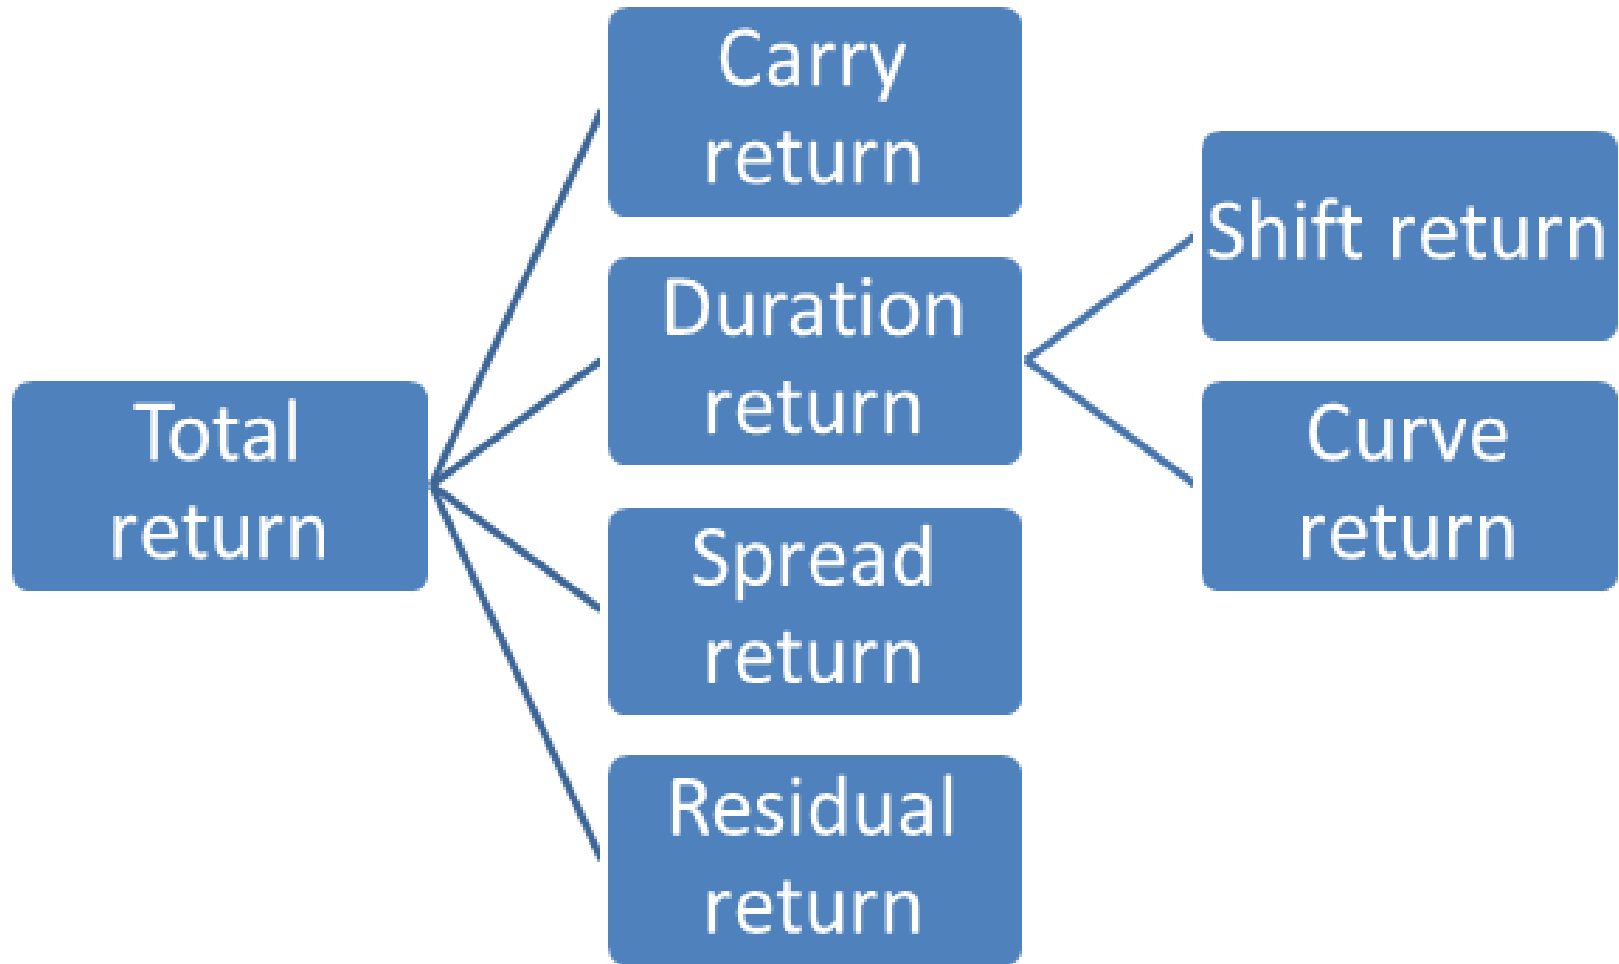 Total
return
Carry
return
Duration
return
Spread
return
Residual
return
Shift return
Curve
return